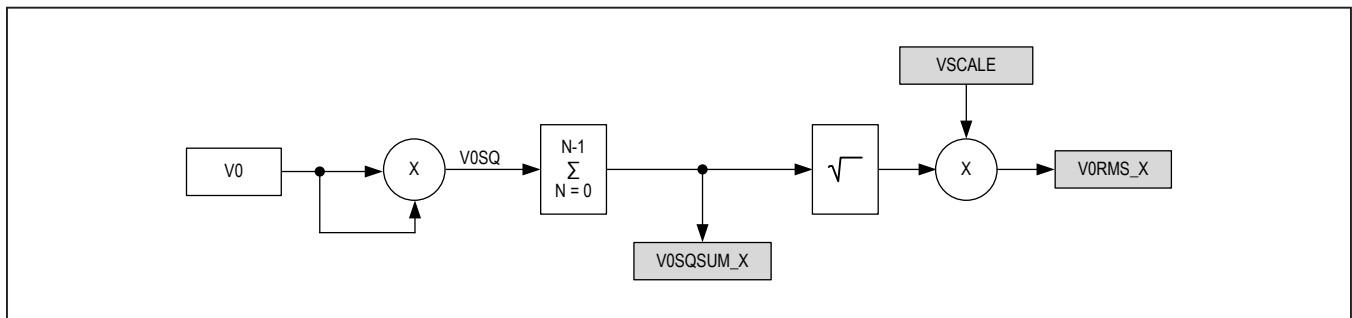 VSCALE
V0
X
V0SQ
N-1
Σ
N = 0
√
X
V0RMS_X
V0SQSUM_X